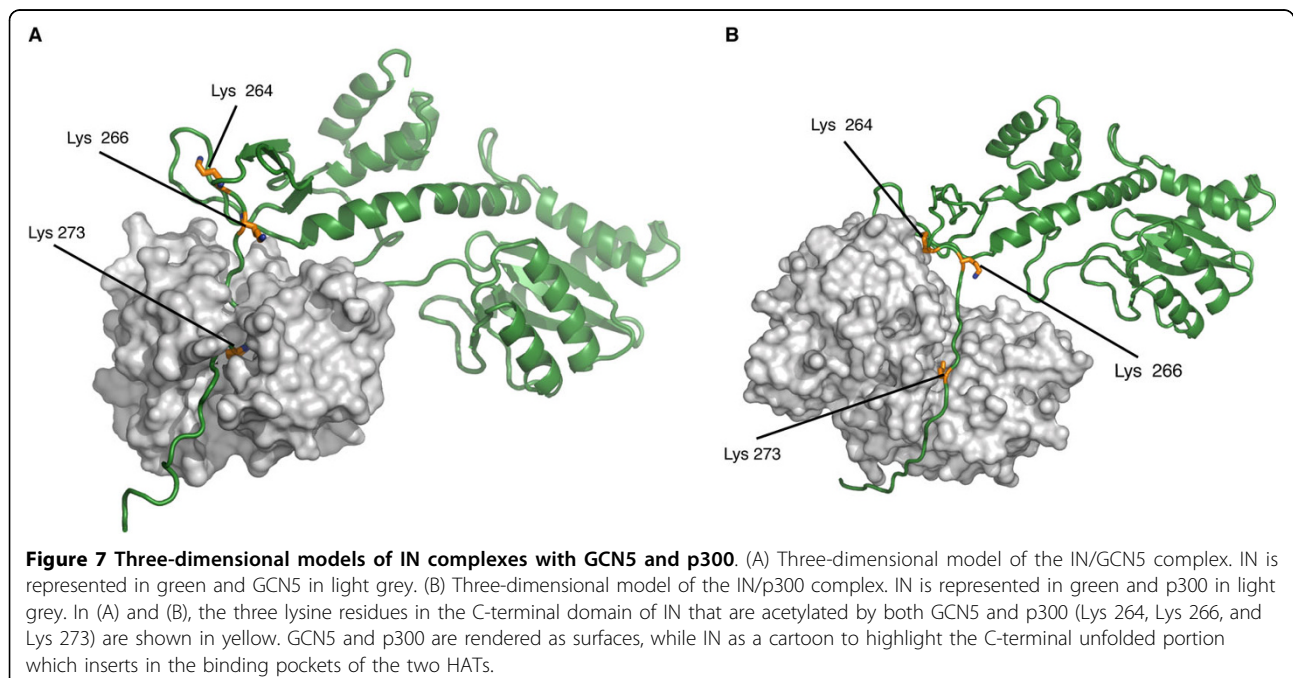 A
B
Lys 264
Lys 266
Lys 273
Lys 264
Lys 266
Lys 273
Figure 7 Three-dimensional models of IN complexes with GCN5 and p300. (A) Three-dimensional model of the IN/GCN5 complex. IN is
represented in green and GCN5 in light grey. (B) Three-dimensional model of the IN/p300 complex. IN is represented in green and p300 in light
grey. In (A) and (B), the three lysine residues in the C-terminal domain of IN that are acetylated by both GCN5 and p300 (Lys 264, Lys 266, and
Lys 273) are shown in yellow. GCN5 and p300 are rendered as surfaces, while IN as a cartoon to highlight the C-terminal unfolded portion
which inserts in the binding pockets of the two HATs.